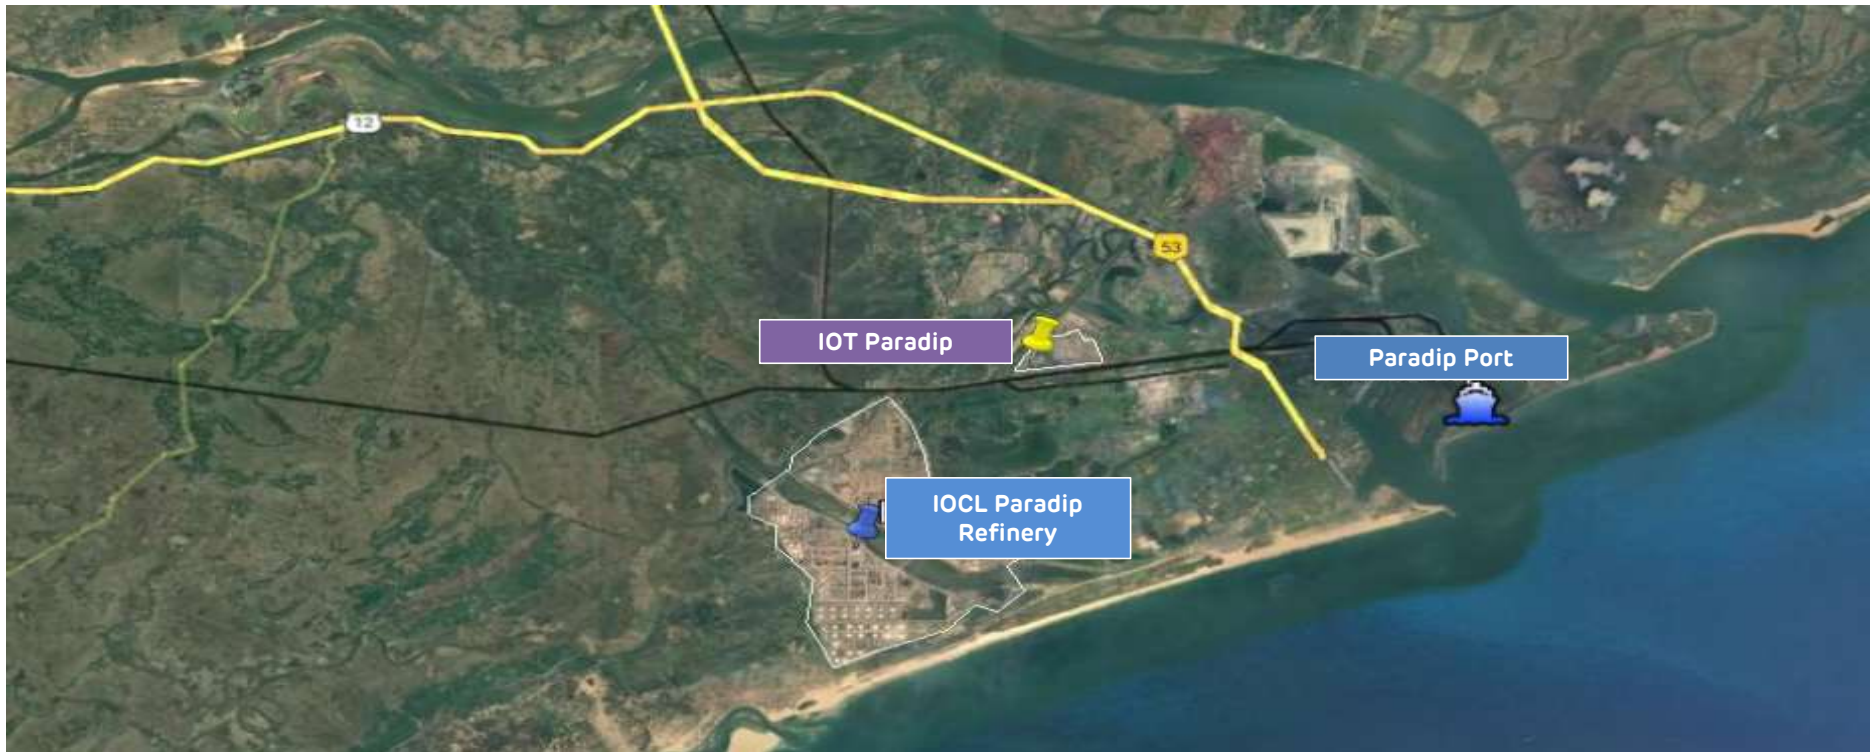 12
53
IOT Paradip
Paradip Port
IOCL Paradip
Refinery